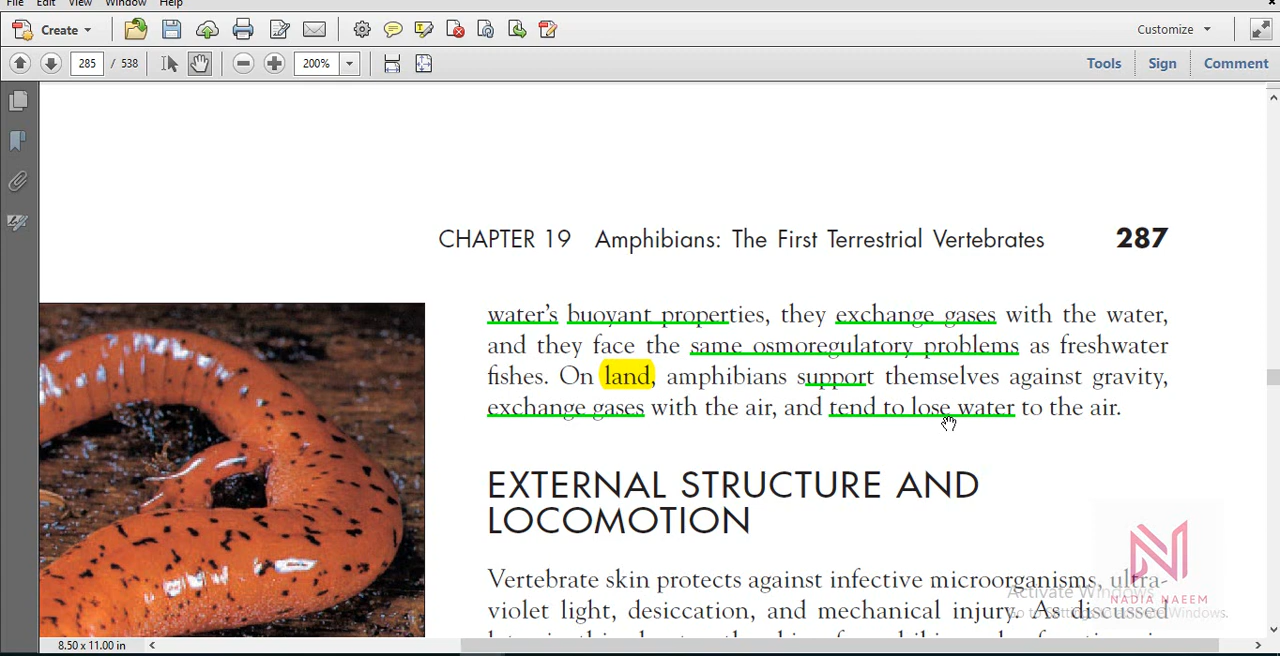 File Edit View Window Help
Create
Customize
285 / 538
200%
Tools Sign Comment
CHAPTER 19 Amphibians: The First Terrestrial Vertebrates 287
water's buoyant properties, they exchange gases with the water,
and they face the same osmoregulatory problems as freshwater
fishes. On land, amphibians support themselves against gravity,
exchange gases with the air, and tend to lose water to the air.
EXTERNAL STRUCTURE AND
LOCOMOTION
Vertebrate skin protects against infective microorganisms, ultra-
violet light, desiccation, and mechanical injury. As discussed
Activate Windows
NADIA NAEEM
Windows.
8.50 x 11.00 in